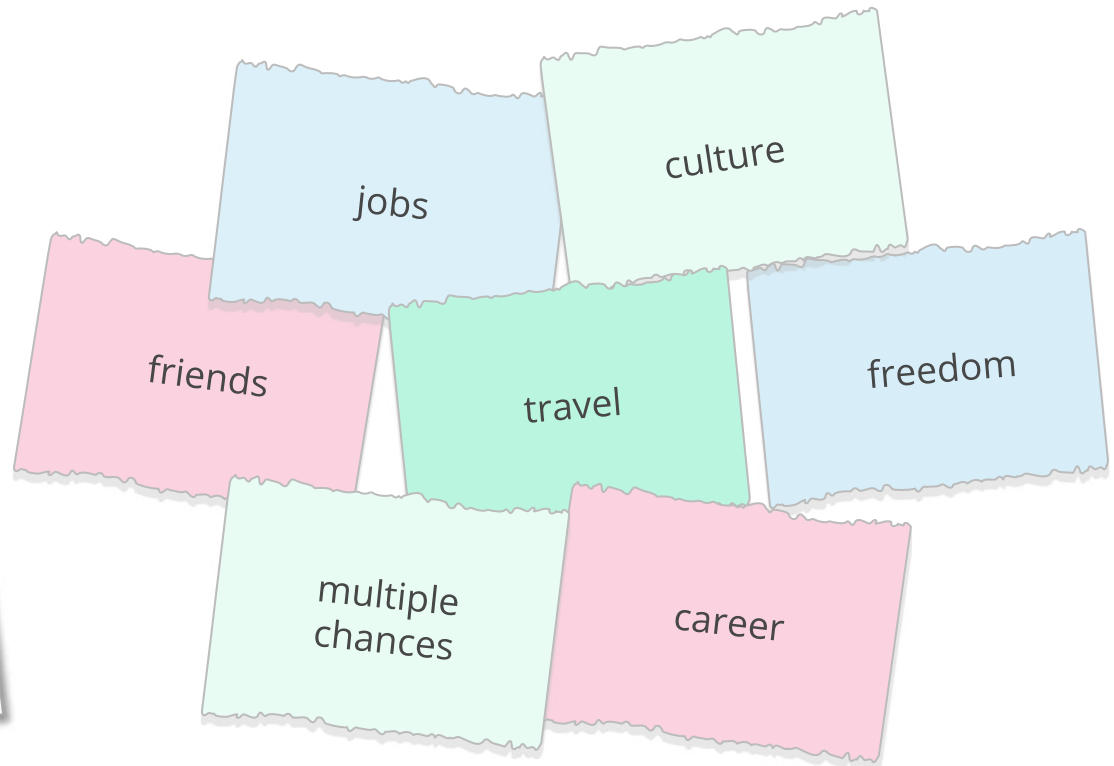 culture
jobs
friends
travel
freedom
multiple
chances
career